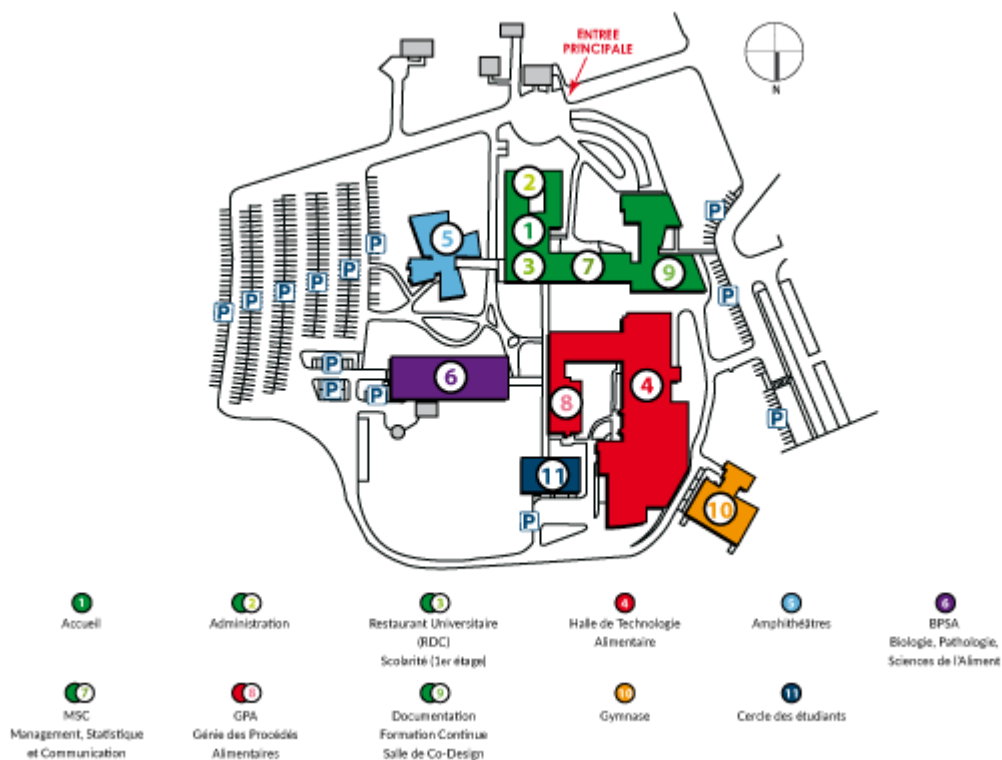 ENTREE
PRINCIPALE
N
2
1
5
3
7
9
P
P
P
P
P
P
P
P
P
P
P
P
6
4
8
P
11
10
P
1
Accueil
2
Administration
3
Restaurant Universitaire
(RDC)
Scolarité (1er étage)
4
Halle de Technologie
Alimentaire
5
Amphithéâtres
6
BPSA
Biologie, Pathologie,
Sciences de l'Aliment
7
MSC
Management, Statistique
et Communication
8
GPA
Génie des Procédés
Alimentaires
9
Documentation
Formation Continue
Salle de Co-Design
10
Gymnase
11
Cercle des étudiants